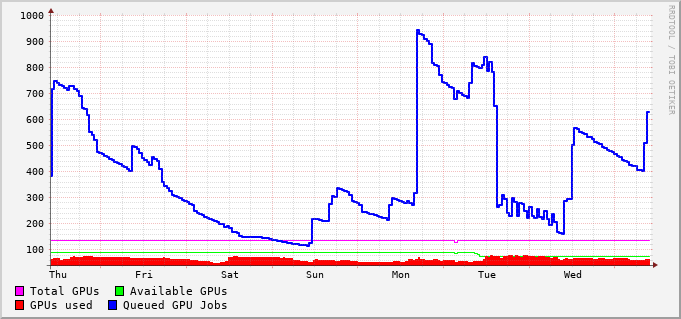 1000
900
800
700
600
500
400
300
200
100
Thu Fri Sat Sun Mon Tue Wed
Total GPUs Available GPUs
GPUs used Queued GPU Jobs
RRDTOOL / TOBI OETIKER